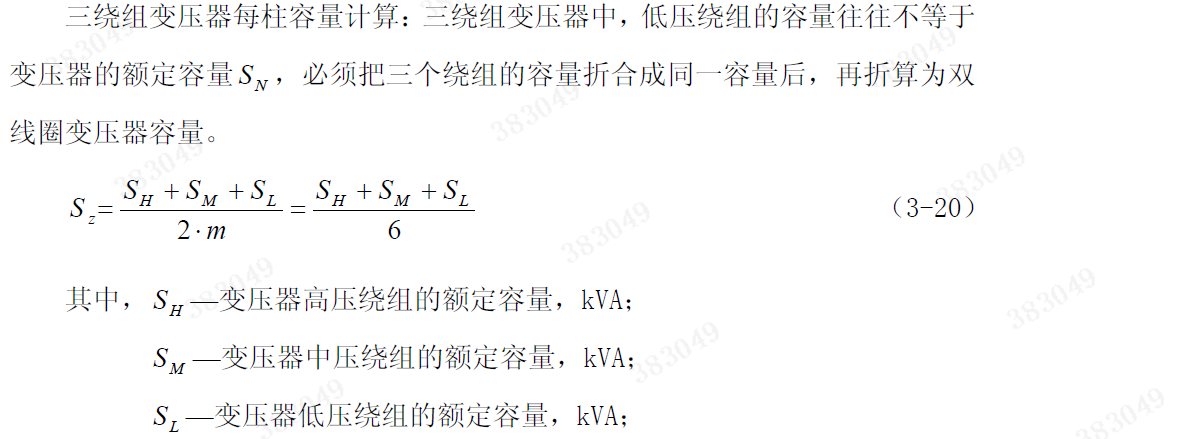 三绕组变压器每柱容量计算：三绕组变压器中，低压绕组的容量往往不等于
变压器的额定容量 S_N ，必须把三个绕组的容量折合成同一容量后，再折算为双
线圈变压器容量。
S_z = \frac{S_H + S_M + S_L}{2 \cdot m} = \frac{S_H + S_M + S_L}{6} （3-20）
其中， S_H —变压器高压绕组的额定容量，kVA；
S_M —变压器中压绕组的额定容量，kVA；
S_L —变压器低压绕组的额定容量，kVA；
383049
383049
383049
383049
383049
383049
383049
383049
383049
383049
383049